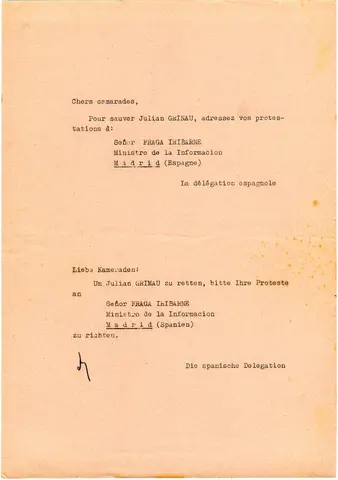 Chers camarades,
Pour sauver Julian GRIMAU, adressez vos protes-
tations à:
Señor FRAGA IRIBARNE
Ministro de la Informacion
M a d r i d (Espagne)
La délégation espagnole
Liebe Kameraden!
Um Julian GRIMAU zu retten, bitte Ihre Proteste
an
Señor FRAGA IRIBARNE
Ministro de la Informacion
M a d r i d (Spanien)
zu richten.
Die spanische Delegation